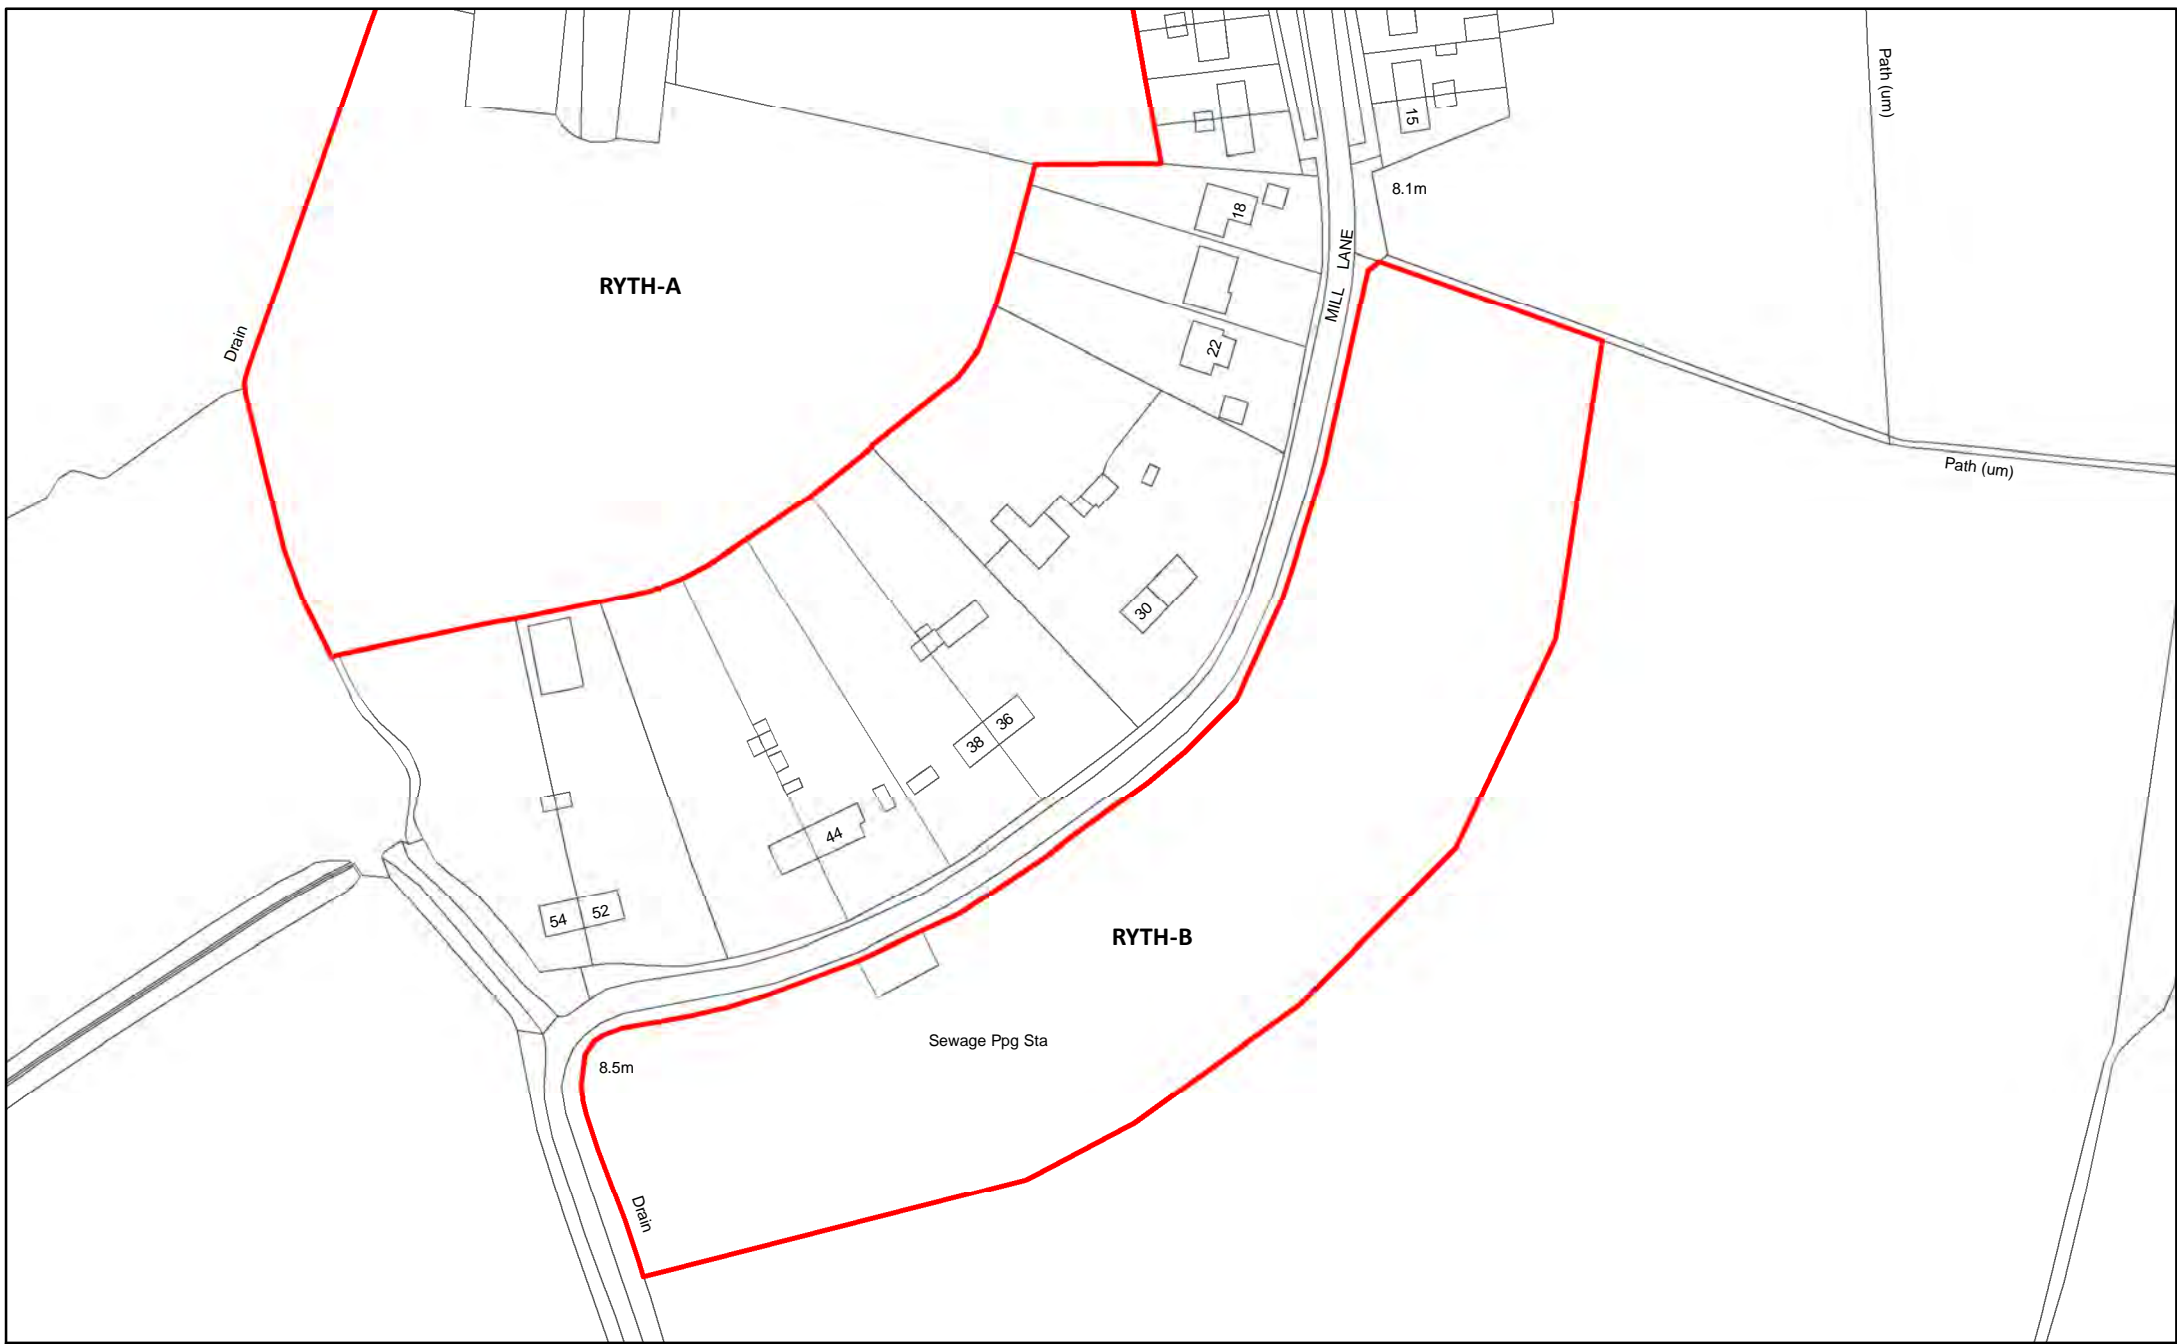 Path (um)
15
8.1m
18
MILL LANE
RYTH-A
Drain
22
Path (um)
30
36
38
44
52
54
RYTH-B
Sewage Ppg Sta
8.5m
Drain